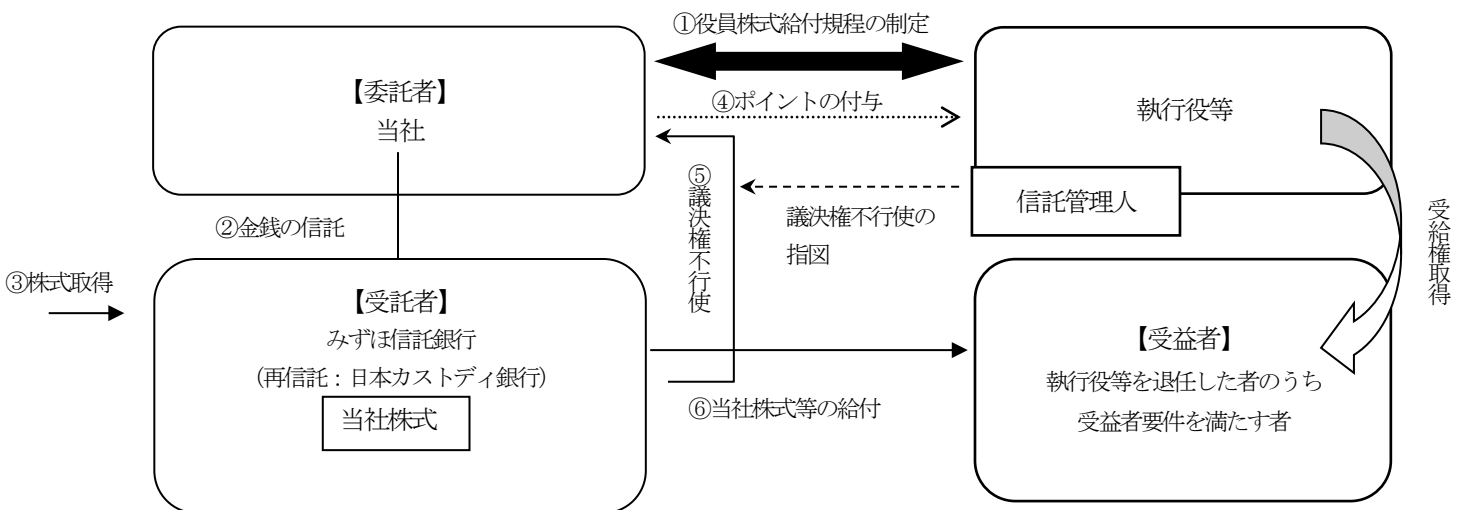 ①役員株式給付規程の制定
【委託者】
当社
④ポイントの付与
執行役等
⑤議決権不行使
議決権不行使の
指図
信託管理人
受給権取得
②金銭の信託
③株式取得
【受託者】
みずほ信託銀行
(再信託：日本カストディ銀行)
当社株式
⑥当社株式等の給付
【受益者】
執行役等を退任した者のうち
受益者要件を満たす者